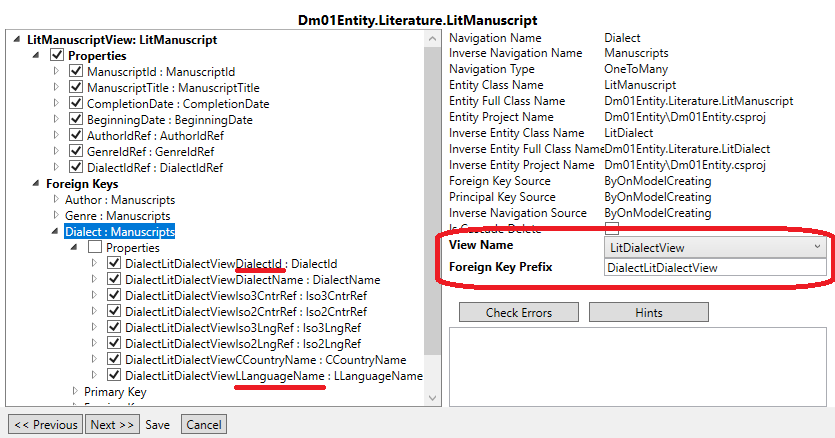 Dm01Entity.Literature.LitManuscript
LitManuscriptView: LitManuscript
Properties
ManuscriptId : ManuscriptId
ManuscriptTitle : ManuscriptTitle
CompletionDate : CompletionDate
BeginningDate : BeginningDate
AuthorIdRef : AuthorIdRef
GenreIdRef : GenreIdRef
DialectIdRef : DialectIdRef
Foreign Keys
Author : Manuscripts
Genre : Manuscripts
Dialect : Manuscripts
Properties
DialectLitDialectViewDialectId : DialectId
DialectLitDialectViewDialectName : DialectName
DialectLitDialectViewIso3CntrRef : Iso3CntrRef
DialectLitDialectViewIso2CntrRef : Iso2CntrRef
DialectLitDialectViewIso3LngRef : Iso3LngRef
DialectLitDialectViewIso2LngRef : Iso2LngRef
DialectLitDialectViewCCountryName : CCountryName
DialectLitDialectViewLLanguageName : LLanguageName
Primary Key
Navigation Name Dialect
Inverse Navigation Name Manuscripts
Navigation Type OneToMany
Entity Class Name LitManuscript
Entity Full Class Name Dm01Entity.Literature.LitManuscript
Entity Project Name Dm01Entity\Dm01Entity.csproj
Inverse Entity Class Name LitDialect
Inverse Entity Full Class Name Dm01Entity.Literature.LitDialect
Inverse Entity Project Name Dm01Entity\Dm01Entity.csproj
Foreign Key Source ByOnModelCreating
Principal Key Source ByOnModelCreating
Inverse Navigation Source ByOnModelCreating
Is Cascade Delete
View Name LitDialectView
Foreign Key Prefix DialectLitDialectView
Check Errors Hints
<< Previous Next >> Save Cancel